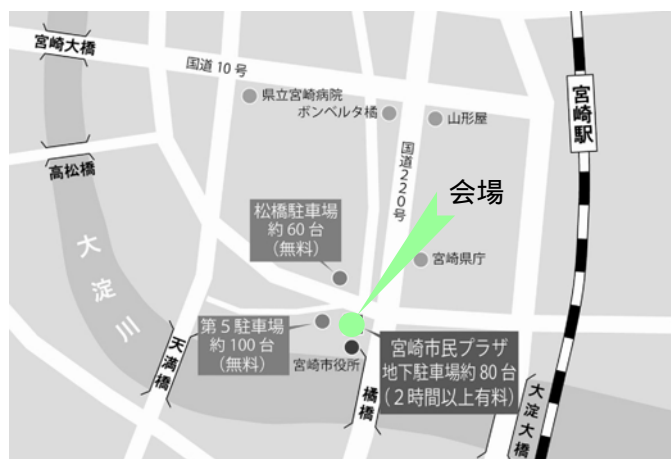 宮崎大橋
国道10号
県立宮崎病院
ボンベルタ橘
山形屋
宮崎駅
高松橋
国道220号
会場
松橋駐車場
約60台
(無料)
宮崎県庁
大淀川
第5駐車場
約100台
(無料)
宮崎市役所
宮崎市民プラザ
地下駐車場約80台
(2時間以上有料)
天満橋
橘橋
大淀大橋